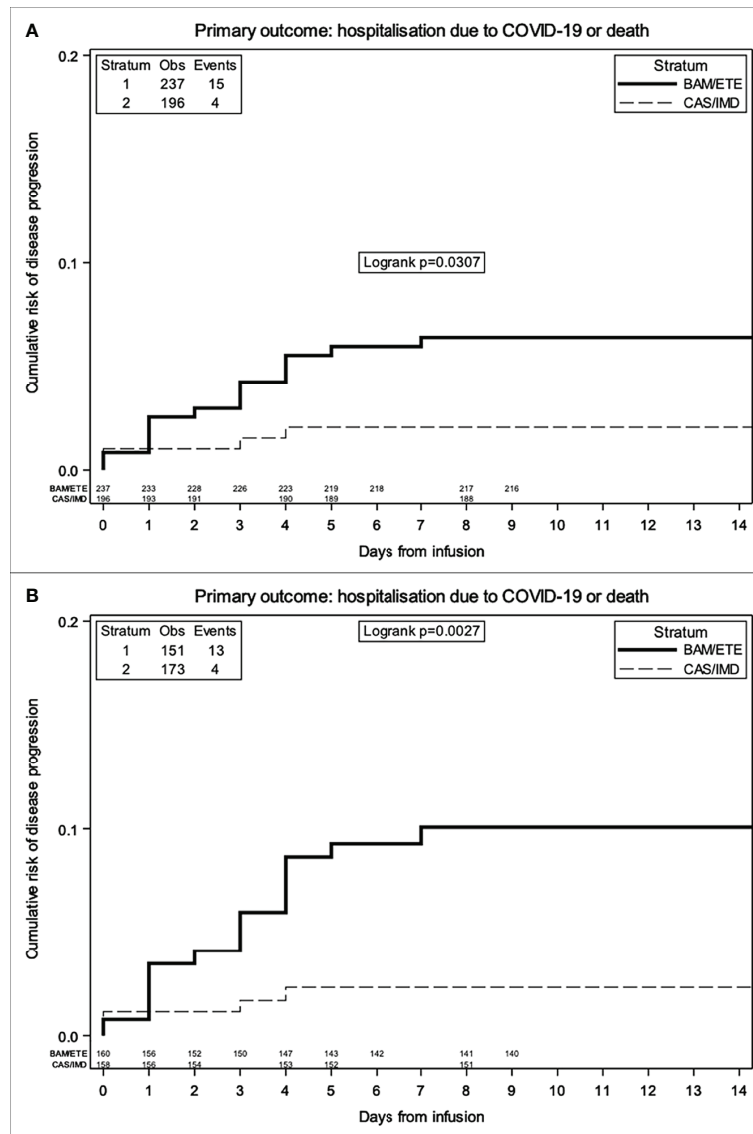 A
Primary outcome: hospitalisation due to COVID-19 or death
0.2
Stratum Obs Events
1 237 15
2 196 4
Stratum
BAM/ETE
CAS/IMD
Cumulative risk of disease progression
0.1
Logrank p=0.0307
0.0
BAM/ETE 237 233 228 226 223 219 218 217 216
CAS/IMD 196 193 191 190 189 188
0 1 2 3 4 5 6 7 8 9 10 11 12 13 14
Days from infusion
B
Primary outcome: hospitalisation due to COVID-19 or death
0.2
Stratum Obs Events
1 151 13
2 173 4
Logrank p=0.0027
Stratum
BAM/ETE
CAS/IMD
Cumulative risk of disease progression
0.1
0.0
BAM/ETE 160 156 152 150 147 143 142 141 140
CAS/IMD 158 156 154 153 152 151
0 1 2 3 4 5 6 7 8 9 10 11 12 13 14
Days from infusion